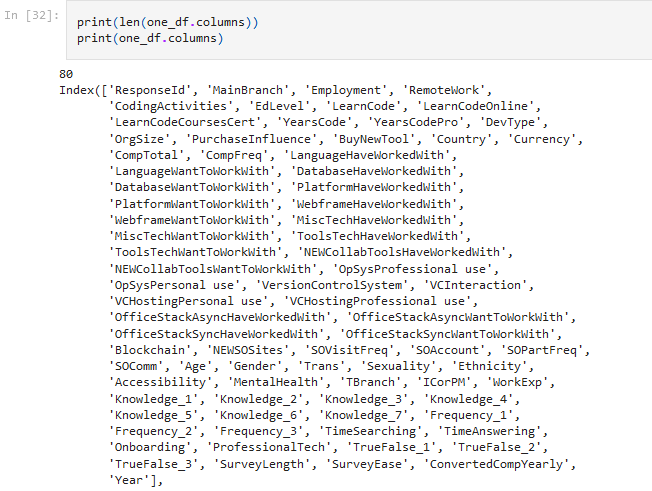 In [32]:
print(len(one_df.columns))
print(one_df.columns)
80
Index(['ResponseId', 'MainBranch', 'Employment', 'RemoteWork',
'CodingActivities', 'EdLevel', 'LearnCode', 'LearnCodeOnline',
'LearnCodeCoursesCert', 'YearsCode', 'YearsCodePro', 'DevType',
'OrgSize', 'PurchaseInfluence', 'BuyNewTool', 'Country', 'Currency',
'CompTotal', 'CompFreq', 'LanguageHaveWorkedWith',
'LanguageWantToWorkWith', 'DatabaseHaveWorkedWith',
'DatabaseWantToWorkWith', 'PlatformHaveWorkedWith',
'PlatformWantToWorkWith', 'WebframeHaveWorkedWith',
'WebframeWantToWorkWith', 'MiscTechHaveWorkedWith',
'MiscTechWantToWorkWith', 'ToolsTechHaveWorkedWith',
'ToolsTechWantToWorkWith', 'NEWCollabToolsHaveWorkedWith',
'NEWCollabToolsWantToWorkWith', 'OpSysProfessional use',
'OpSysPersonal use', 'VersionControlSystem', 'VCInteraction',
'VCHostingPersonal use', 'VCHostingProfessional use',
'OfficeStackAsyncHaveWorkedWith', 'OfficeStackAsyncWantToWorkWith',
'OfficeStackSyncHaveWorkedWith', 'OfficeStackSyncWantToWorkWith',
'Blockchain', 'NEWSOSites', 'SOVisitFreq', 'SOAccount', 'SOPartFreq',
'SOComm', 'Age', 'Gender', 'Trans', 'Sexuality', 'Ethnicity',
'Accessibility', 'MentalHealth', 'TBranch', 'ICorPM', 'WorkExp',
'Knowledge_1', 'Knowledge_2', 'Knowledge_3', 'Knowledge_4',
'Knowledge_5', 'Knowledge_6', 'Knowledge_7', 'Frequency_1',
'Frequency_2', 'Frequency_3', 'TimeSearching', 'TimeAnswering',
'Onboarding', 'ProfessionalTech', 'TrueFalse_1', 'TrueFalse_2',
'TrueFalse_3', 'SurveyLength', 'SurveyEase', 'ConvertedCompYearly',
'Year'],